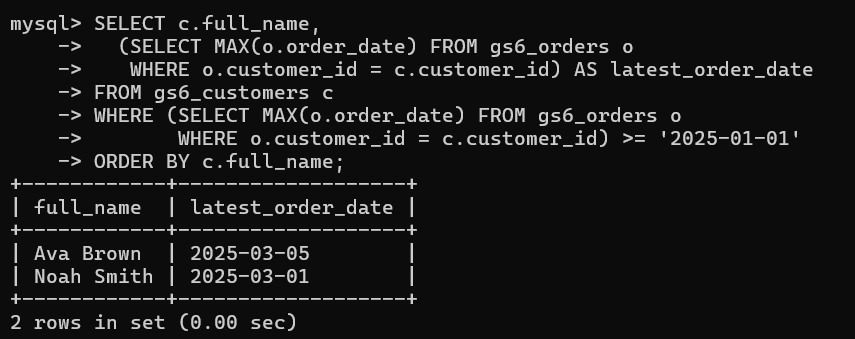 mysql> SELECT c.full_name,
    ->   (SELECT MAX(o.order_date) FROM gs6_orders o
    ->    WHERE o.customer_id = c.customer_id) AS latest_order_date
    -> FROM gs6_customers c
    -> WHERE (SELECT MAX(o.order_date) FROM gs6_orders o
    ->        WHERE o.customer_id = c.customer_id) >= '2025-01-01'
    -> ORDER BY c.full_name;
+------------+-------------------+
| full_name  | latest_order_date |
+------------+-------------------+
| Ava Brown  | 2025-03-05        |
| Noah Smith | 2025-03-01        |
+------------+-------------------+
2 rows in set (0.00 sec)